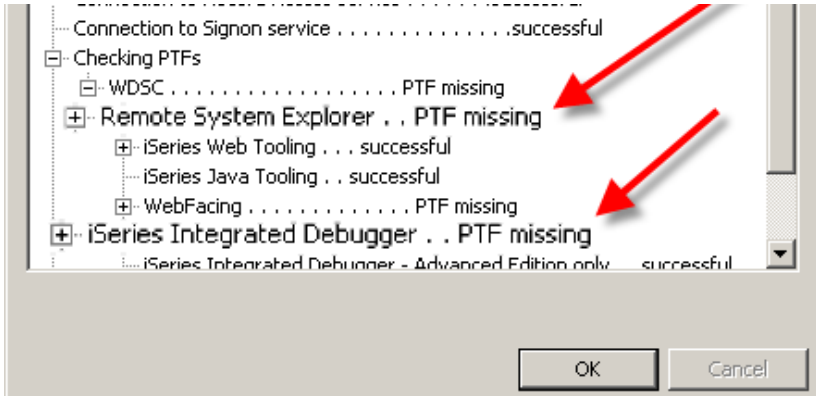 Connection to Signon service . . . . . . . . . . . . . . .successful
Checking PTFs
WDSC . . . . . . . . . . . . . . . . . . PTF missing
Remote System Explorer . . PTF missing
iSeries Web Tooling . . . successful
iSeries Java Tooling . . successful
WebFacing . . . . . . . . . . . . . PTF missing
iSeries Integrated Debugger . . PTF missing
iSeries Integrated Debugger - Advanced Edition only . . successful
OK
Cancel